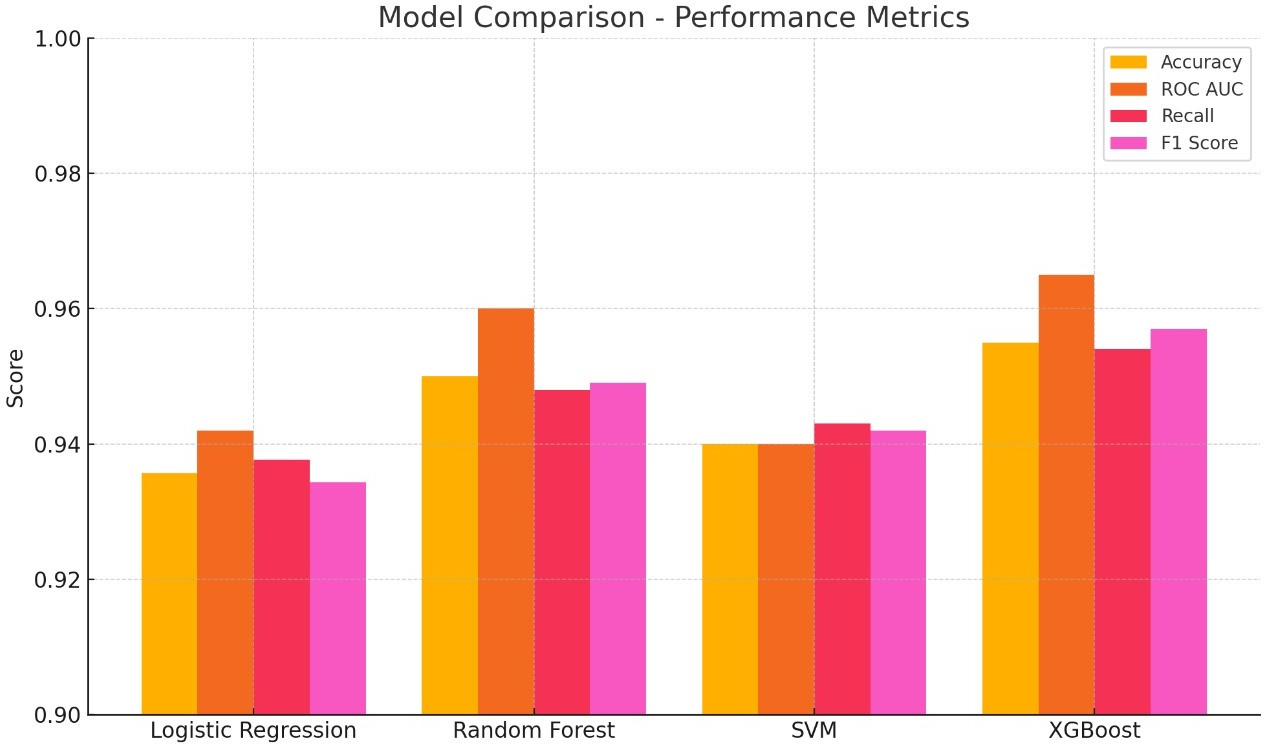 Model Comparison - Performance Metrics
1.00
0.98
0.96
0.94
0.92
0.90
Score
Accuracy
ROC AUC
Recall
F1 Score
Logistic Regression
Random Forest
SVM
XGBoost